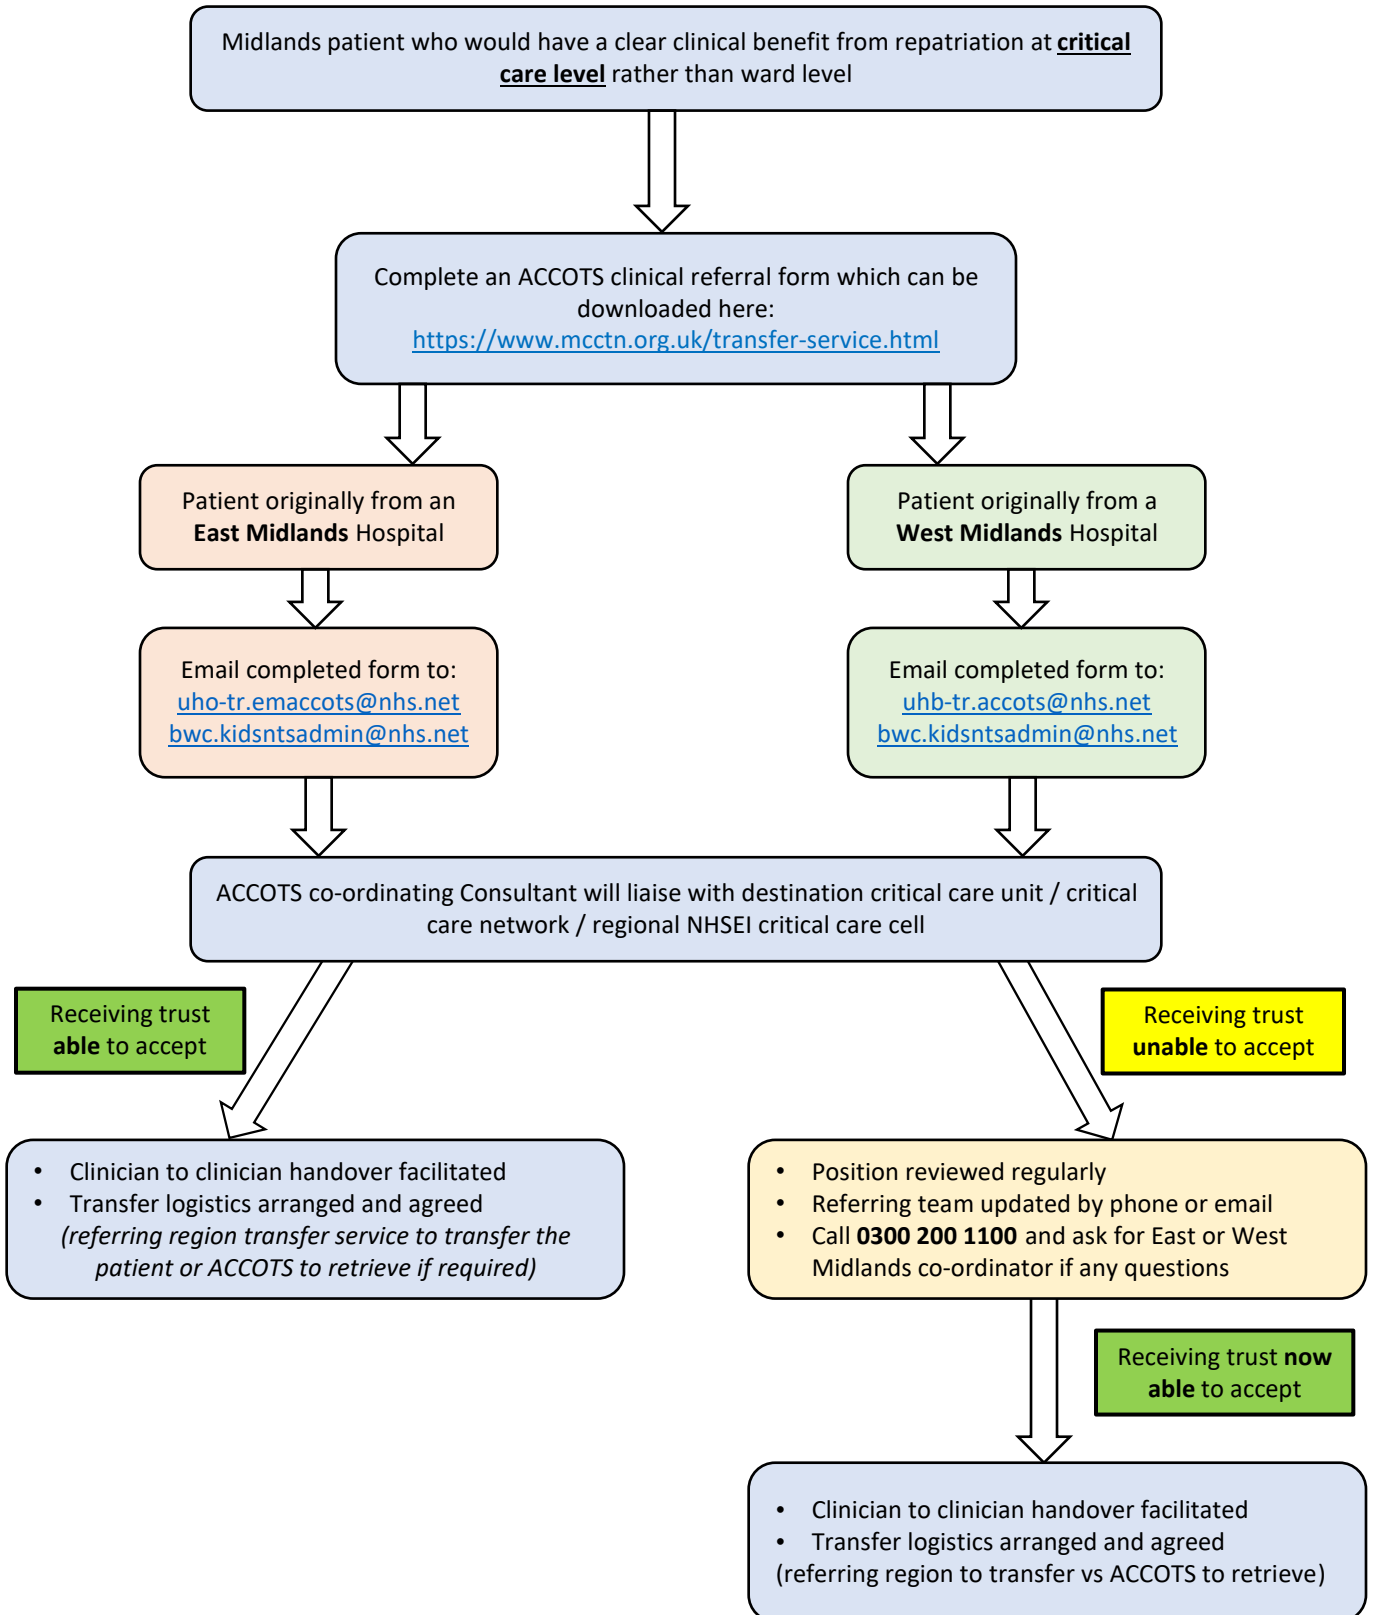 Midlands patient who would have a clear clinical benefit from repatriation at critical
care level rather than ward level
Complete an ACCOTS clinical referral form which can be
downloaded here:
https://www.mcctn.org.uk/transfer-service.html
Patient originally from an
East Midlands Hospital
Patient originally from a
West Midlands Hospital
Email completed form to:
uho-tr.emaccots@nhs.net
bwc.kidsntsadmin@nhs.net
Email completed form to:
uhb-tr.accots@nhs.net
bwc.kidsntsadmin@nhs.net
ACCOTS co-ordinating Consultant will liaise with destination critical care unit / critical
care network / regional NHSEI critical care cell
Receiving trust
able to accept
Receiving trust
unable to accept
• Clinician to clinician handover facilitated
• Transfer logistics arranged and agreed
(referring region transfer service to transfer the
patient or ACCOTS to retrieve if required)
• Position reviewed regularly
• Referring team updated by phone or email
• Call 0300 200 1100 and ask for East or West
Midlands co-ordinator if any questions
Receiving trust now
able to accept
• Clinician to clinician handover facilitated
• Transfer logistics arranged and agreed
(referring region to transfer vs ACCOTS to retrieve)